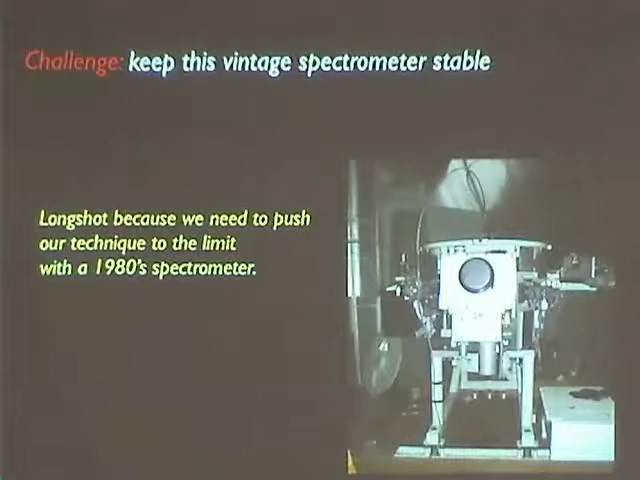 Challenge: keep this vintage spectrometer stable
Longshot because we need to push
our technique to the limit
with a 1980's spectrometer.